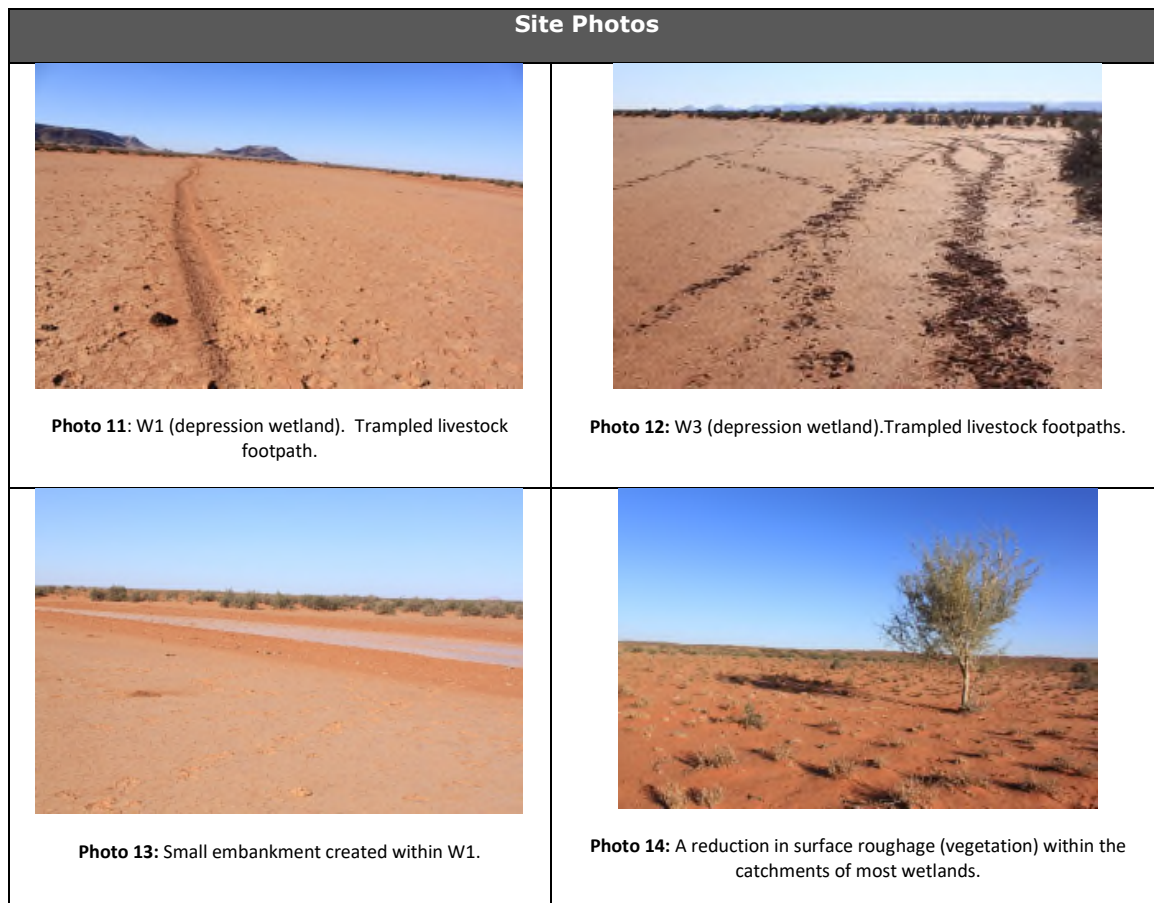 Site Photos
Photo 11: W1 (depression wetland). Trampled livestock
footpath.
Photo 12: W3 (depression wetland).Trampled livestock footpaths.
Photo 13: Small embankment created within W1.
Photo 14: A reduction in surface roughage (vegetation) within the
catchments of most wetlands.